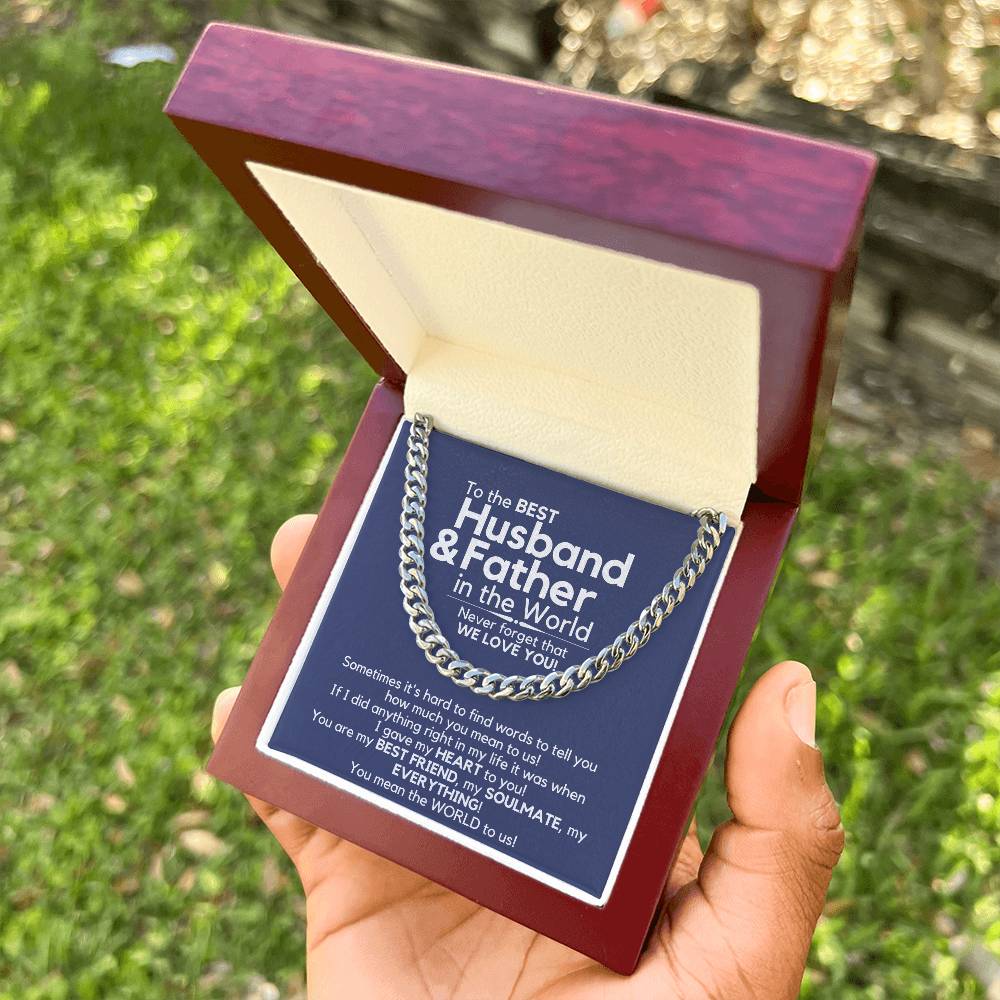 To the BEST
Husband
& Father
in the World
Never forget that
WE LOVE YOU!
Sometimes it's hard to find words to tell you
how much you mean to us!
If I did anything right in my life it was when
I gave my HEART to you!
You are my BEST FRIEND, my SOULMATE, my
EVERYTHING!
You mean the WORLD to us!